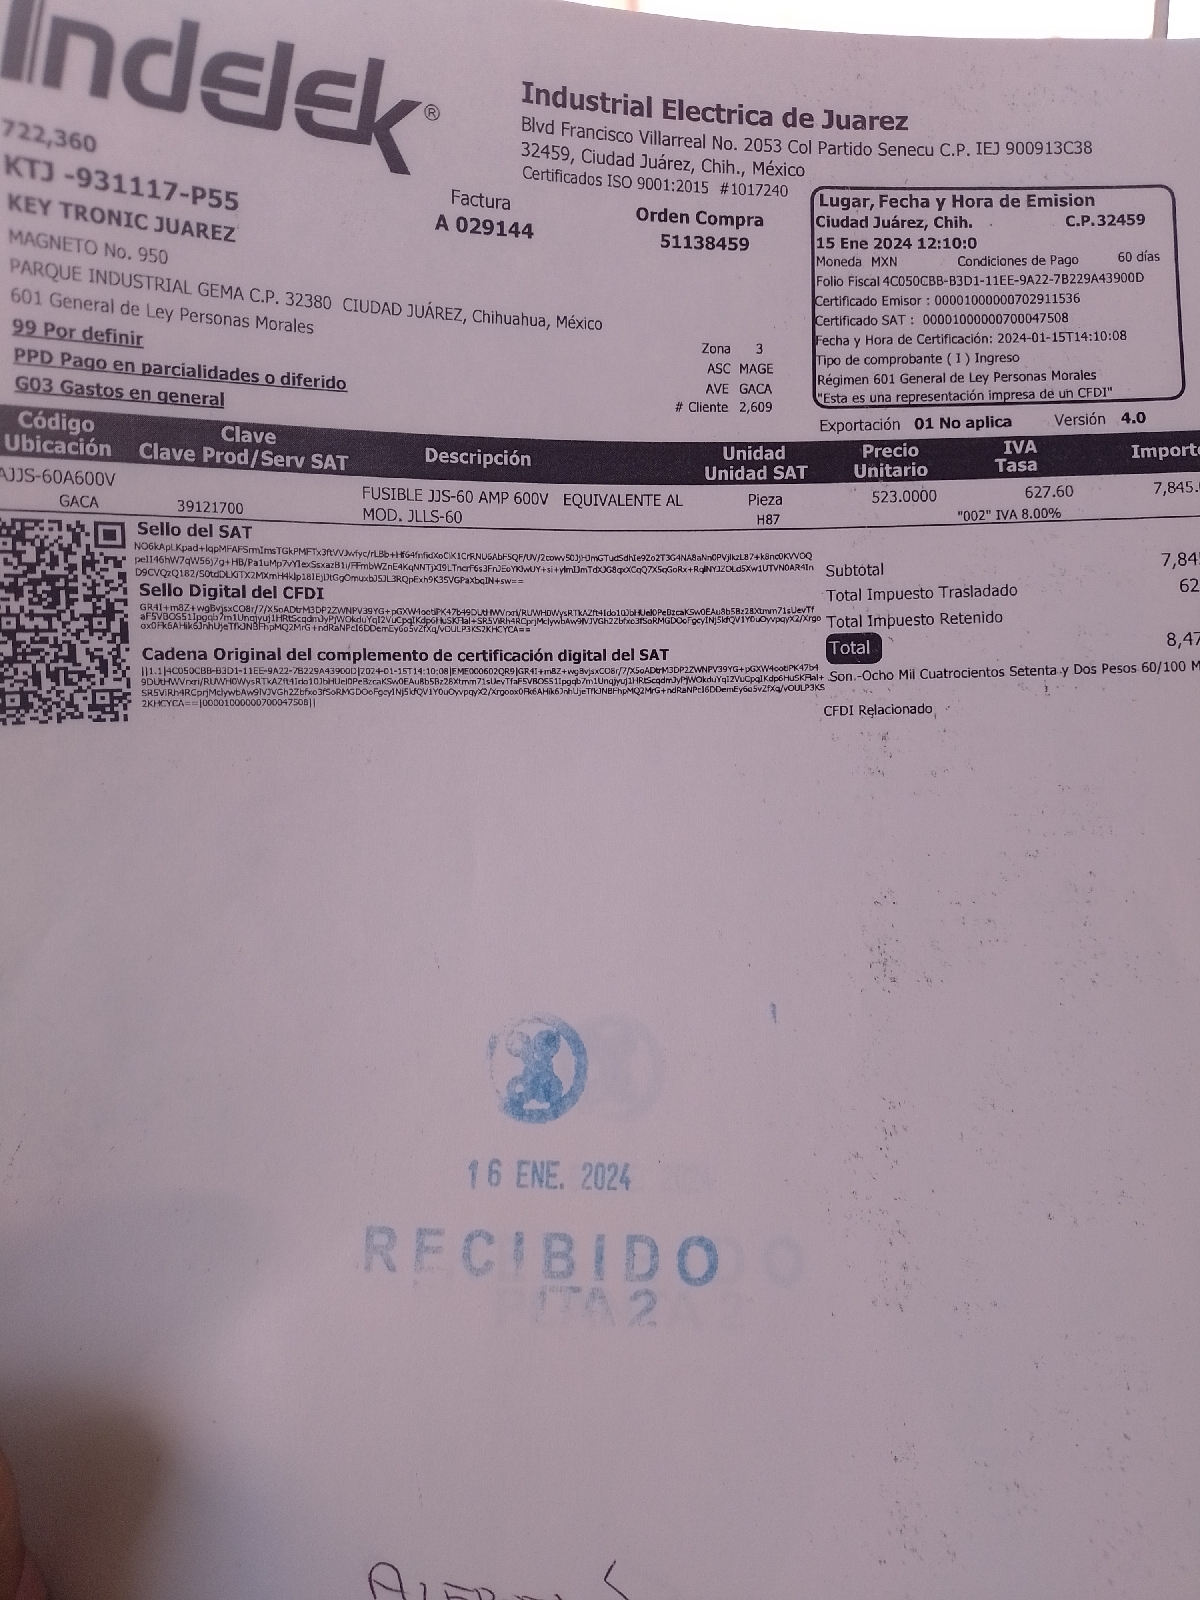 Indelek®
Industrial Electrica de Juarez
Blvd Francisco Villarreal No. 2053 Col Partido Senecu C.P. IEJ 900913C38
32459, Ciudad Juárez, Chih., México
Certificados ISO 9001:2015 #1017240
722,360
KTJ -931117-P55
KEY TRONIC JUAREZ
MAGNETO No. 950
PARQUE INDUSTRIAL GEMA C.P. 32380 CIUDAD JUÁREZ, Chihuahua, México
601 General de Ley Personas Morales
99 Por definir
PPD Pago en parcialidades o diferido
G03 Gastos en general
Factura
A 029144
Orden Compra
51138459
Lugar, Fecha y Hora de Emision
Ciudad Juárez, Chih. C.P.32459
15 Ene 2024 12:10:0
Moneda MXN Condiciones de Pago 60 días
Folio Fiscal 4C050CBB-B3D1-11EE-9A22-7B229A43900D
Certificado Emisor : 00001000000702911536
Certificado SAT : 00001000000700047508
Fecha y Hora de Certificación: 2024-01-15T14:10:08
Tipo de comprobante ( I ) Ingreso
Régimen 601 General de Ley Personas Morales
"Esta es una representación impresa de un CFDI"
Zona 3
ASC MAGE
AVE GACA
# Cliente 2,609
Exportación 01 No aplica Versión 4.0
Código Ubicación Clave Clave Prod/Serv SAT Descripción Unidad Unidad SAT Precio Unitario IVA Tasa
AJJS-60A600V
GACA 39121700 FUSIBLE JJS-60 AMP 600V EQUIVALENTE AL Pieza 523.0000 627.60 7,845.
MOD. JLLS-60 H87 "002" IVA 8.00%
Sello del SAT
Sello Digital del CFDI
Cadena Original del complemento de certificación digital del SAT
2KHCYCA==|00001000000700047508||
Subtotal 7,84
Total Impuesto Trasladado 62
Total Impuesto Retenido
Total 8,47
Son.-Ocho Mil Cuatrocientos Setenta y Dos Pesos 60/100 M
CFDI Relacionado
16 ENE. 2024
RECIBIDO